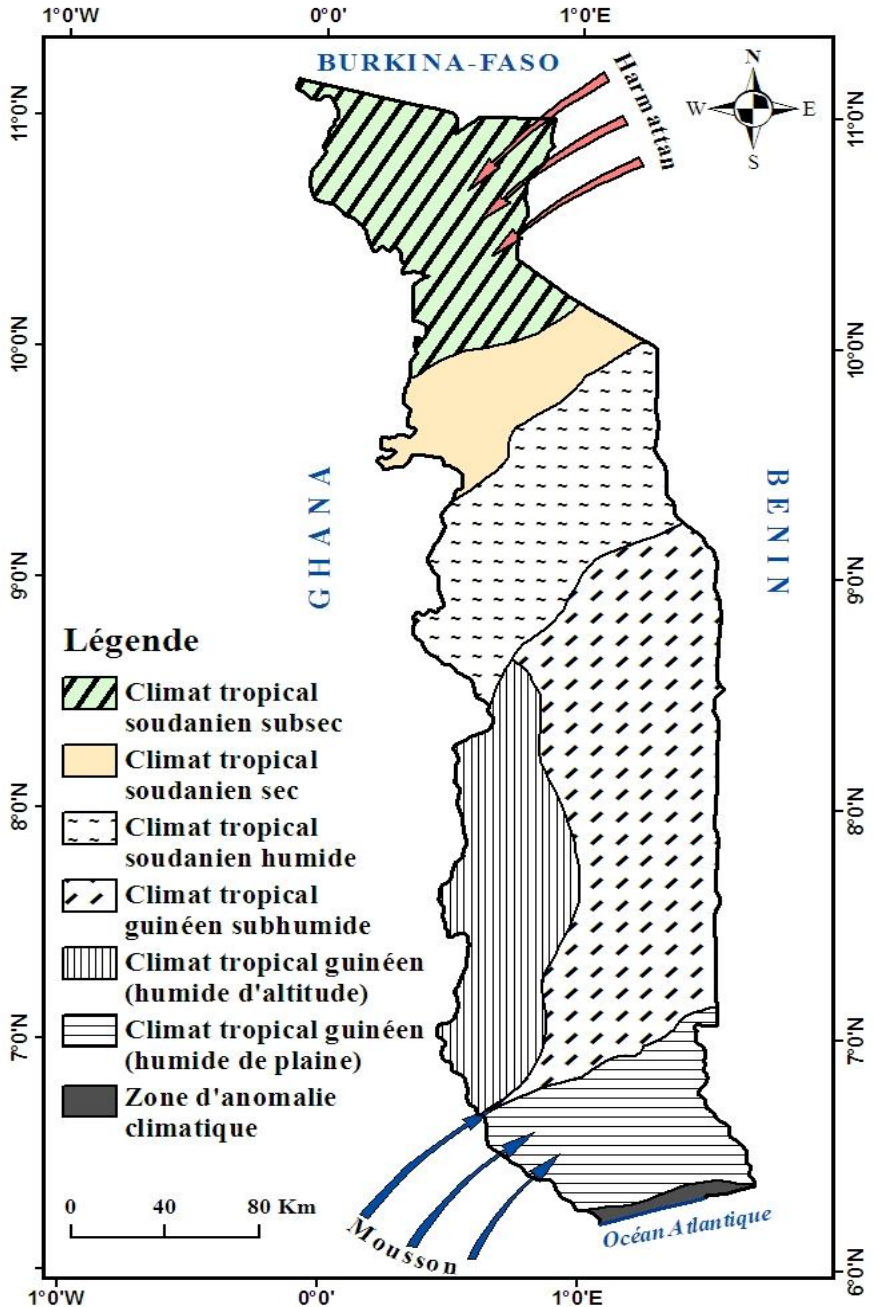 1°0'W 0°0' 1°0'E
BURKINA-FASO
Harmattan
N
W E
S
11°0'N 11°0'N
10°0'N 10°0'N
GHANA
BENIN
9°0'N 9°0'N
Légende
Climat tropical
soudanien subsec
Climat tropical
soudanien sec
Climat tropical
soudanien humide
Climat tropical
guinéen subhumide
Climat tropical guinéen
(humide d'altitude)
Climat tropical guinéen
(humide de plaine)
Zone d'anomalie
climatique
8°0'N 8°0'N
7°0'N 7°0'N
0 40 80 Km
Mousson
Océan Atlantique
6°0'N 6°0'N
1°0'W 0°0' 1°0'E